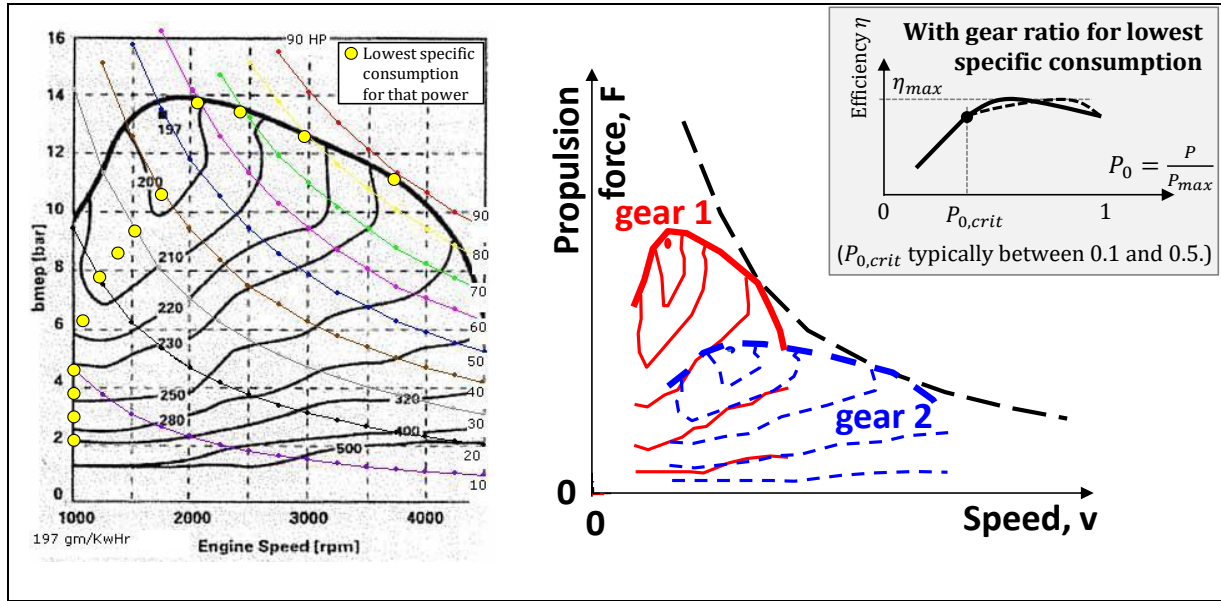 16
14
12
10
8
6
4
2
0
bmep [bar]
90 HP
Lowest specific
consumption
for that power
197
200
210
220
230
250
280
320
400
500
90
80
70
60
50
40
30
20
10
1000
2000
3000
4000
197 gm/KwHr
Engine Speed [rpm]
Propulsion
force, F
gear 1
gear 2
0
0
Speed, v
With gear ratio for lowest
specific consumption
Efficiency η
η_max
P_0 = P / P_max
0
P_0,crit
1
(P_0,crit typically between 0.1 and 0.5.)